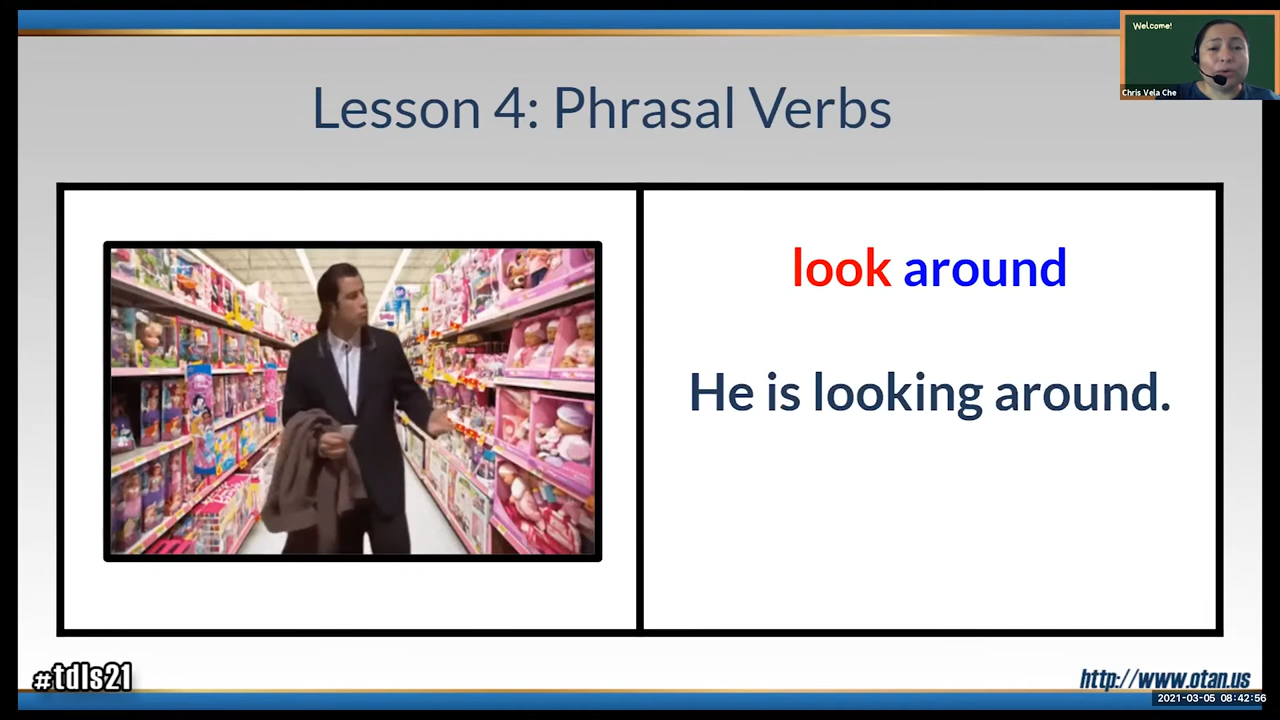 Welcome!
Chris Vela Che
Lesson 4: Phrasal Verbs
look around
He is looking around.
#tdls21
http://www.otan.us
2021-03-05 08:42:56